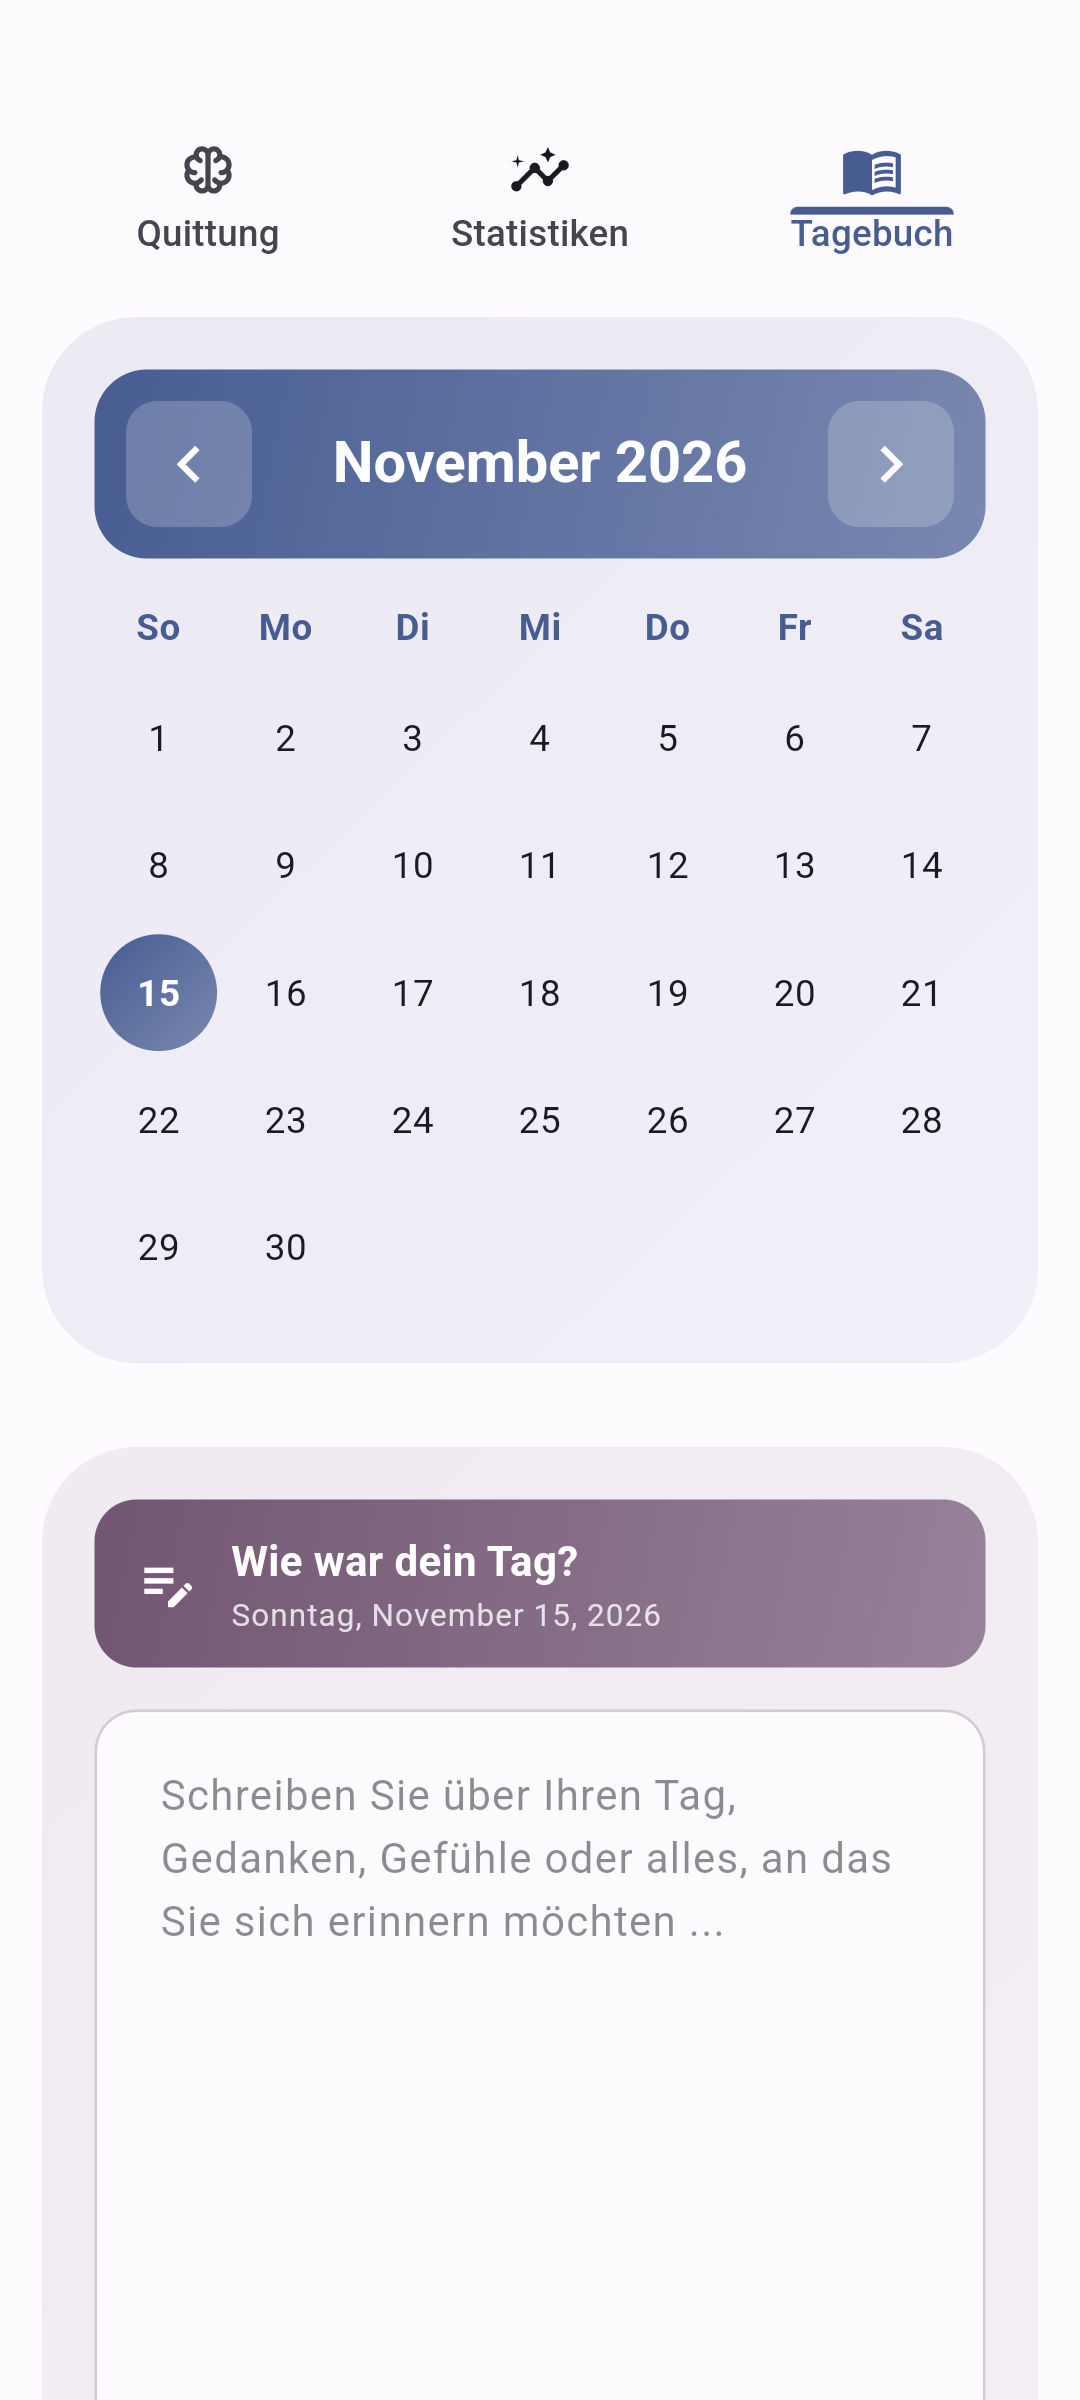 Quittung
Statistiken
Tagebuch
November 2026
So Mo Di Mi Do Fr Sa
1 2 3 4 5 6 7
8 9 10 11 12 13 14
15 16 17 18 19 20 21
22 23 24 25 26 27 28
29 30
Wie war dein Tag?
Sonntag, November 15, 2026
Schreiben Sie über Ihren Tag,
Gedanken, Gefühle oder alles, an das
Sie sich erinnern möchten ...